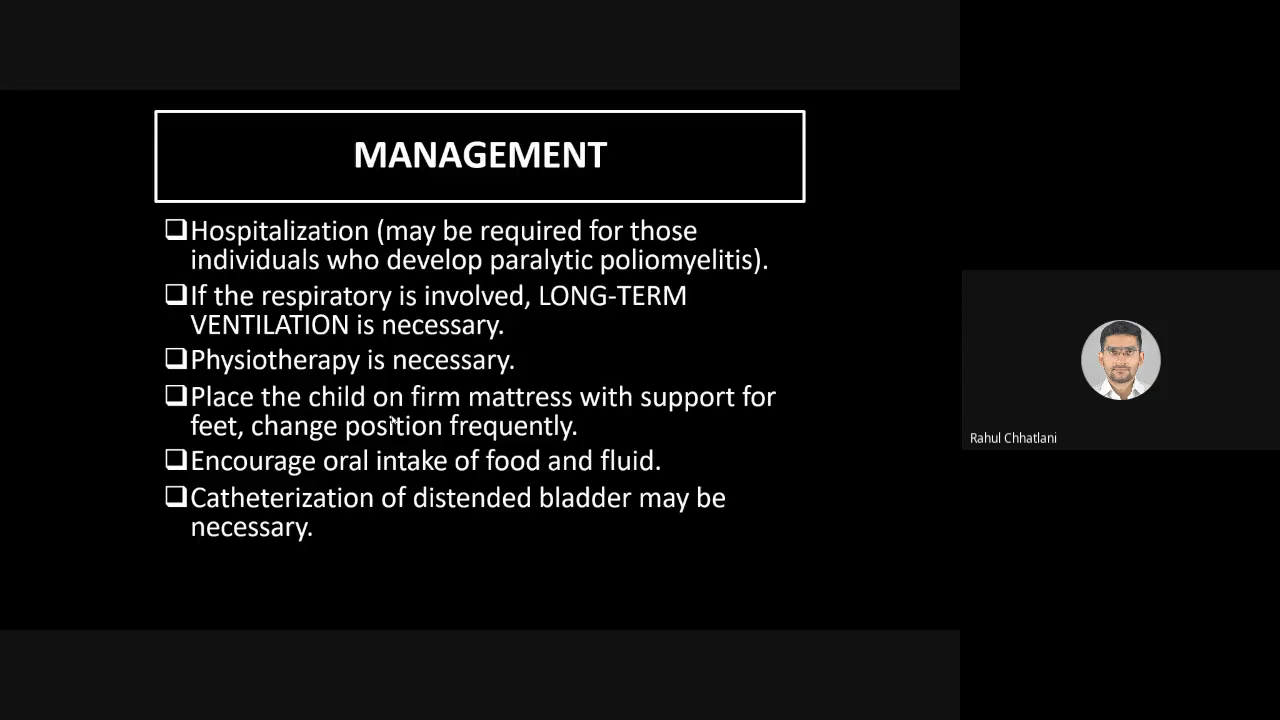 MANAGEMENT
❑Hospitalization (may be required for those
individuals who develop paralytic poliomyelitis).
❑If the respiratory is involved, LONG-TERM
VENTILATION is necessary.
❑Physiotherapy is necessary.
❑Place the child on firm mattress with support for
feet, change position frequently.
❑Encourage oral intake of food and fluid.
❑Catheterization of distended bladder may be
necessary.
Rahul Chhatlani